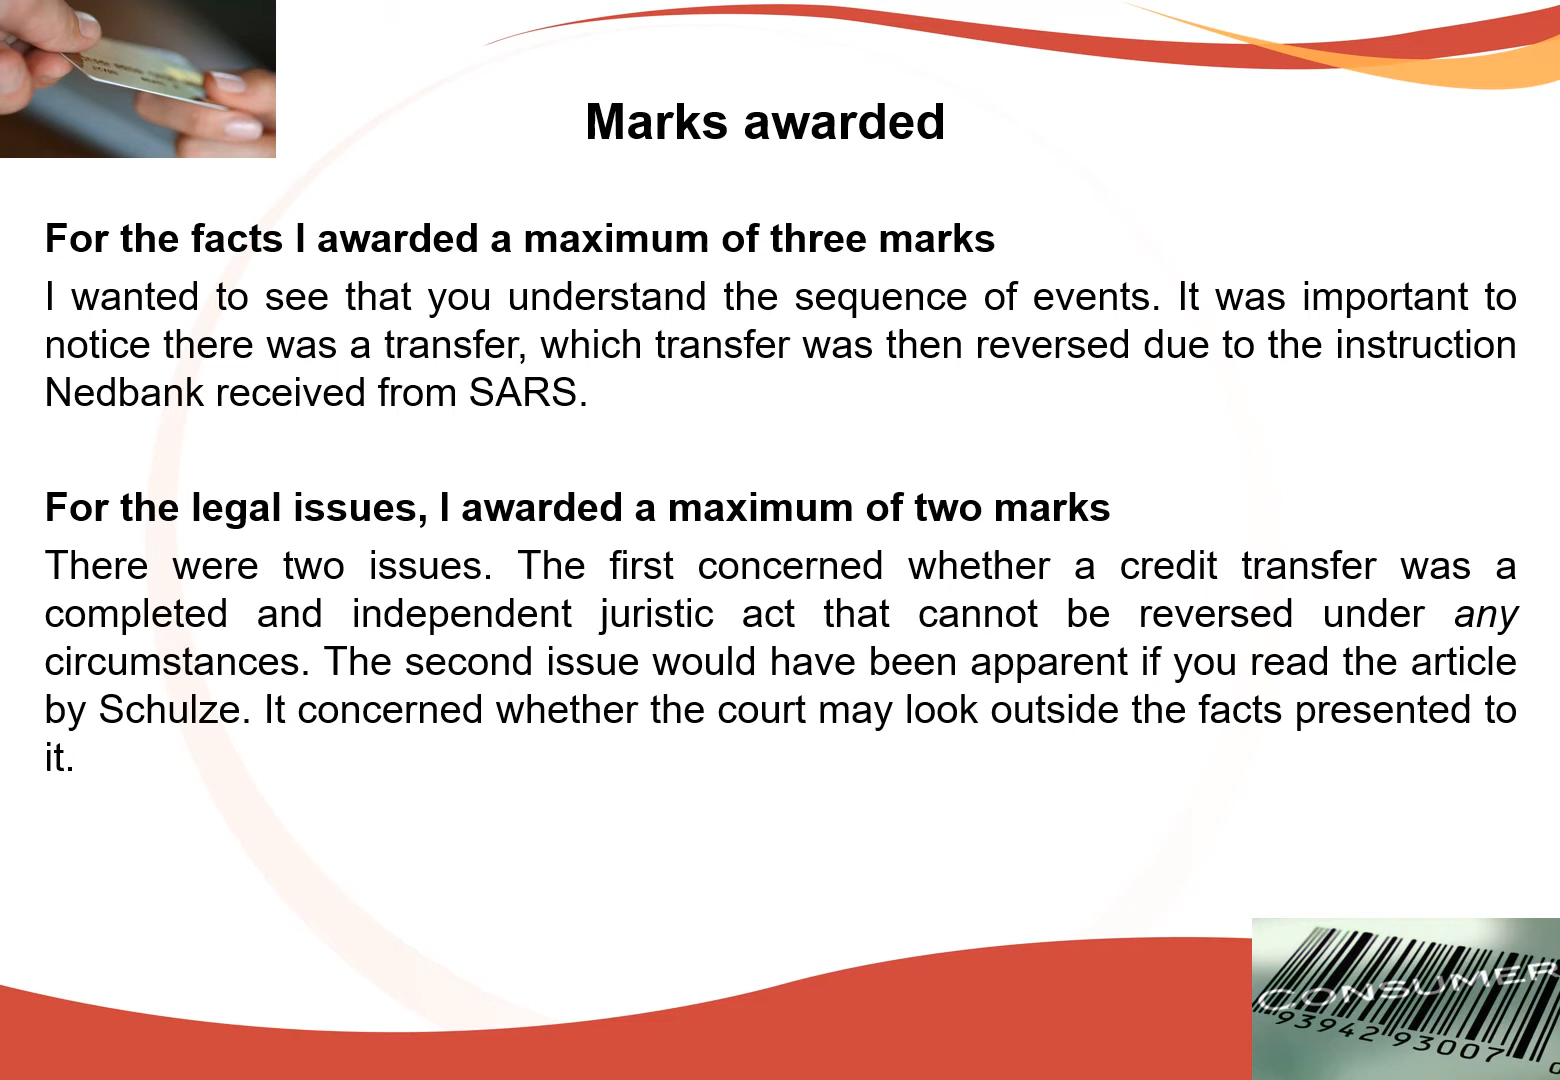 Marks awarded
For the facts I awarded a maximum of three marks
I wanted to see that you understand the sequence of events. It was important to
notice there was a transfer, which transfer was then reversed due to the instruction
Nedbank received from SARS.
For the legal issues, I awarded a maximum of two marks
There were two issues. The first concerned whether a credit transfer was a
completed and independent juristic act that cannot be reversed under any
circumstances. The second issue would have been apparent if you read the article
by Schulze. It concerned whether the court may look outside the facts presented to
it.
CONSUMER
93942 93007